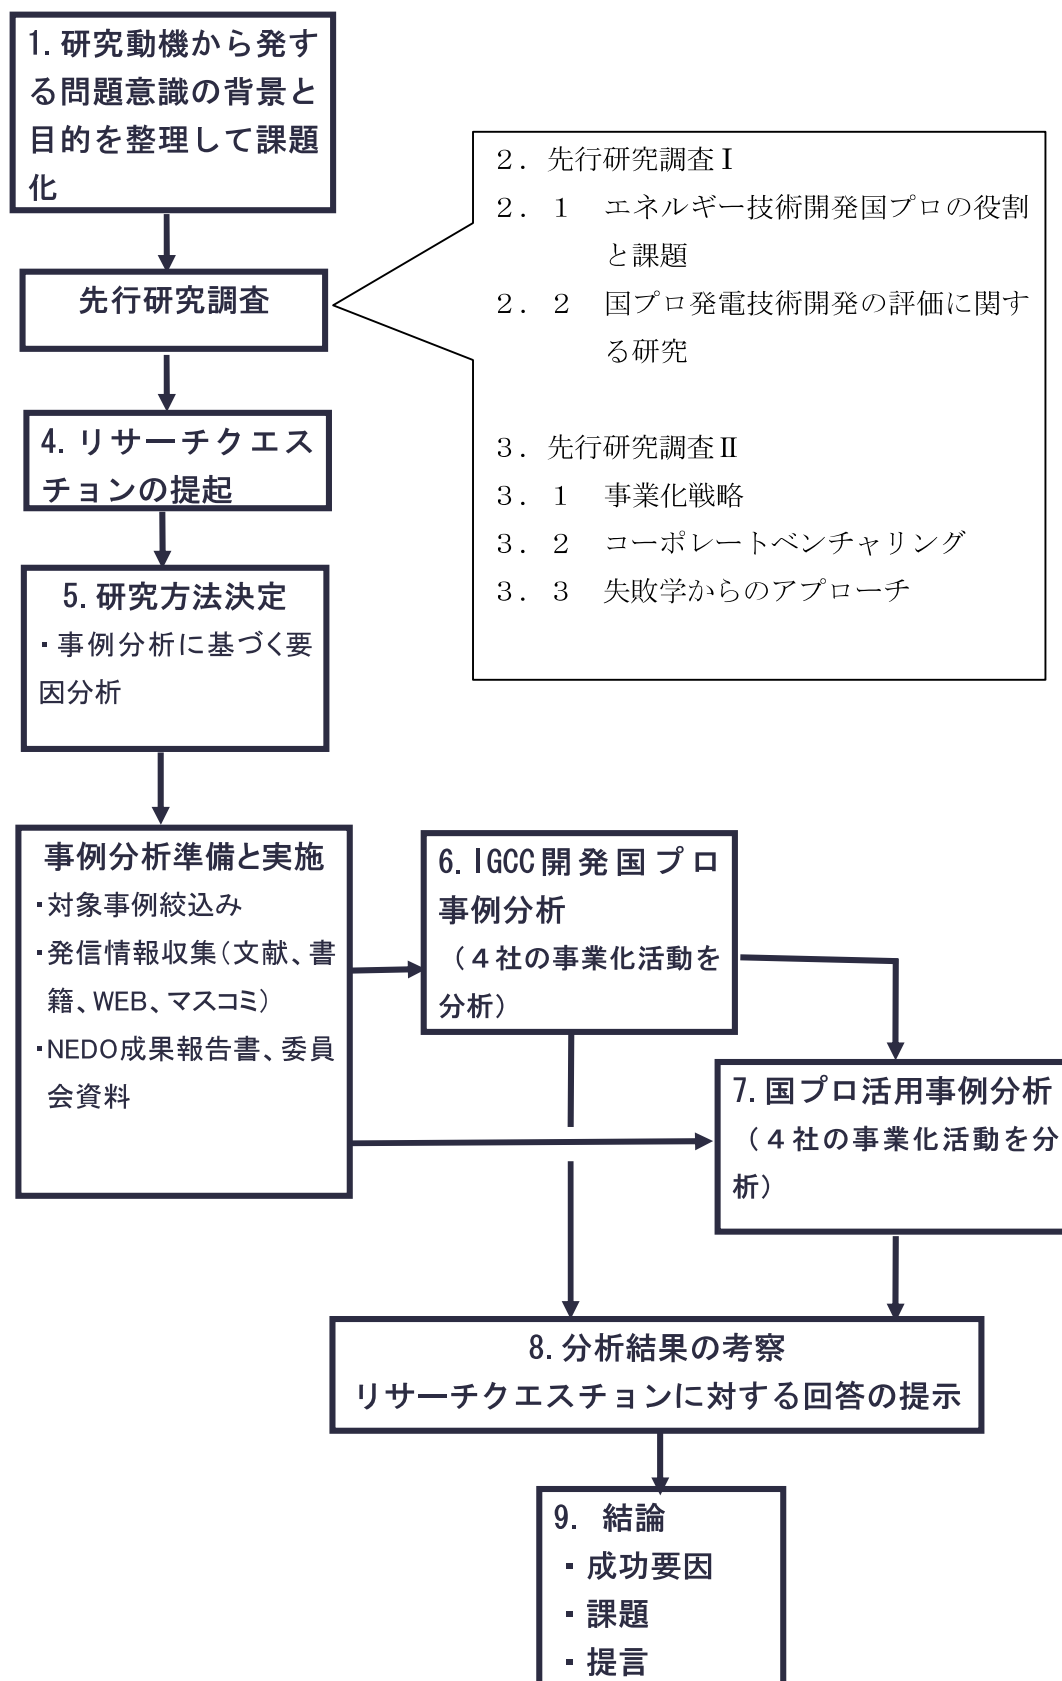 1. 研究動機から発す
る問題意識の背景と
目的を整理して課題
化
先行研究調査
2．先行研究調査Ⅰ
2．1　エネルギー技術開発国プロの役割
と課題
2．2　国プロ発電技術開発の評価に関す
る研究
3．先行研究調査Ⅱ
3．1　事業化戦略
3．2　コーポレートベンチャリング
3．3　失敗学からのアプローチ
4. リサーチクエス
チョンの提起
5. 研究方法決定
・事例分析に基づく要
因分析
事例分析準備と実施
・対象事例絞込み
・発信情報収集（文献、書
籍、WEB、マスコミ）
・NEDO成果報告書、委員
会資料
6. IGCC開発国プロ
事例分析
（４社の事業化活動を
分析）
7. 国プロ活用事例分析
（４社の事業化活動を分
析）
8. 分析結果の考察
リサーチクエスチョンに対する回答の提示
9. 結論
・成功要因
・課題
・提言